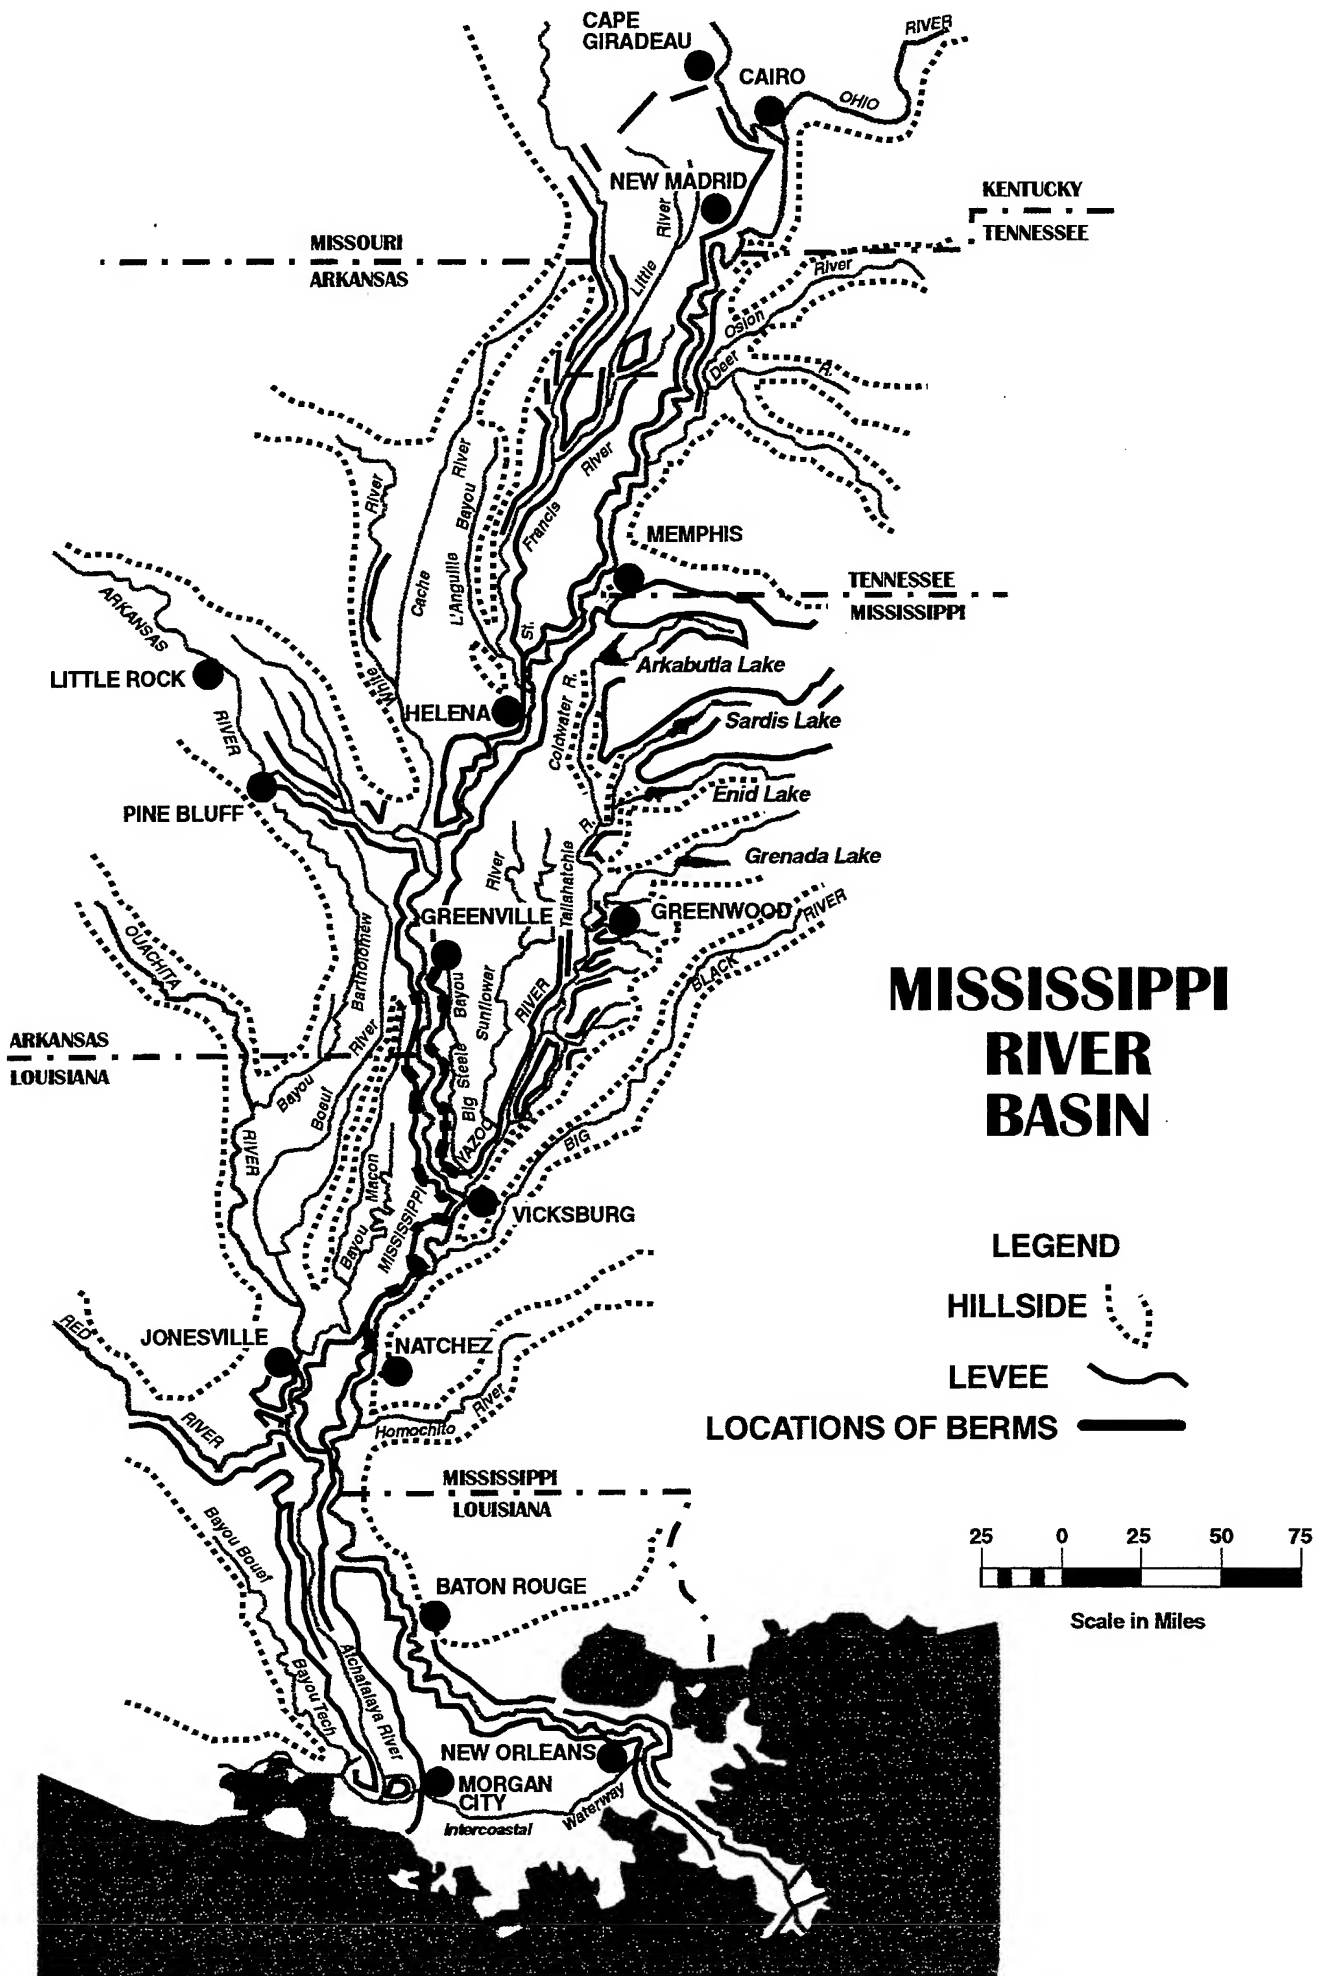 CAPE
GIRADEAU
RIVER
CAIRO
OHIO
NEW MADRID
River
KENTUCKY
TENNESSEE
MISSOURI
ARKANSAS
Little
River
Osion
Deer
R.
River
River
River
Bayou
Francis
MEMPHIS
Cache
L'Anguille
St.
TENNESSEE
MISSISSIPPI
ARKANSAS
LITTLE ROCK
White
Arkabutla Lake
HELENA
Coldwater R.
Sardis Lake
RIVER
Enid Lake
PINE BLUFF
R.
Grenada Lake
River
Tallahatchie
GREENVILLE
GREENWOOD
RIVER
OUACHITA
Bartholomew
BLACK
Bayou
Sunflower
RIVER
MISSISSIPPI
RIVER
BASIN
ARKANSAS
LOUISIANA
River
Steele
Big
Bayou
Boeuf
RIVER
YAZOO
BIG
Macon
Bayou
MISSISSIPPI
VICKSBURG
LEGEND
HILLSIDE
RED
JONESVILLE
NATCHEZ
LEVEE
River
RIVER
Homochito
LOCATIONS OF BERMS
MISSISSIPPI
LOUISIANA
Bayou Bouef
25 0 25 50 75
BATON ROUGE
Scale in Miles
Bayou Tech
Atchafalaya River
NEW ORLEANS
MORGAN
CITY
Waterway
Intercoastal